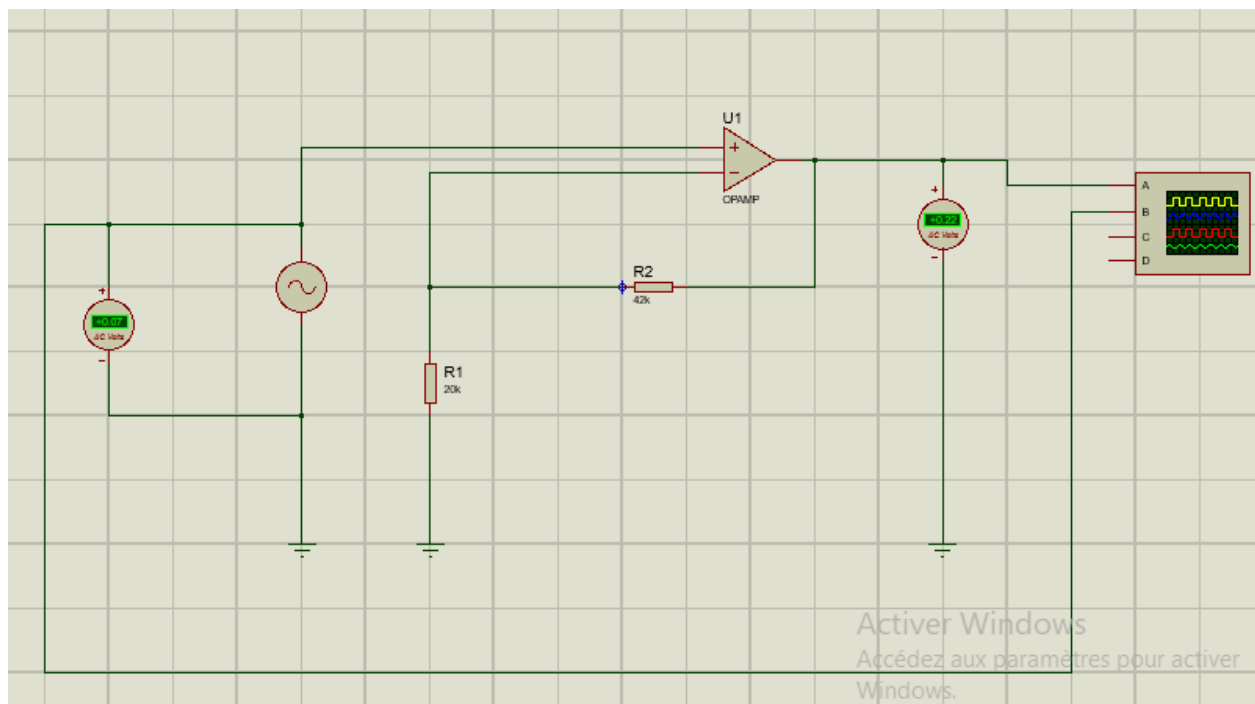 U1
+
−
OPAMP
+
+0.22
AC Volts
−
A
B
C
D
R2
42k
+
+0.07
AC Volts
−
R1
20k
Activer Windows
Accédez aux paramètres pour activer
Windows.